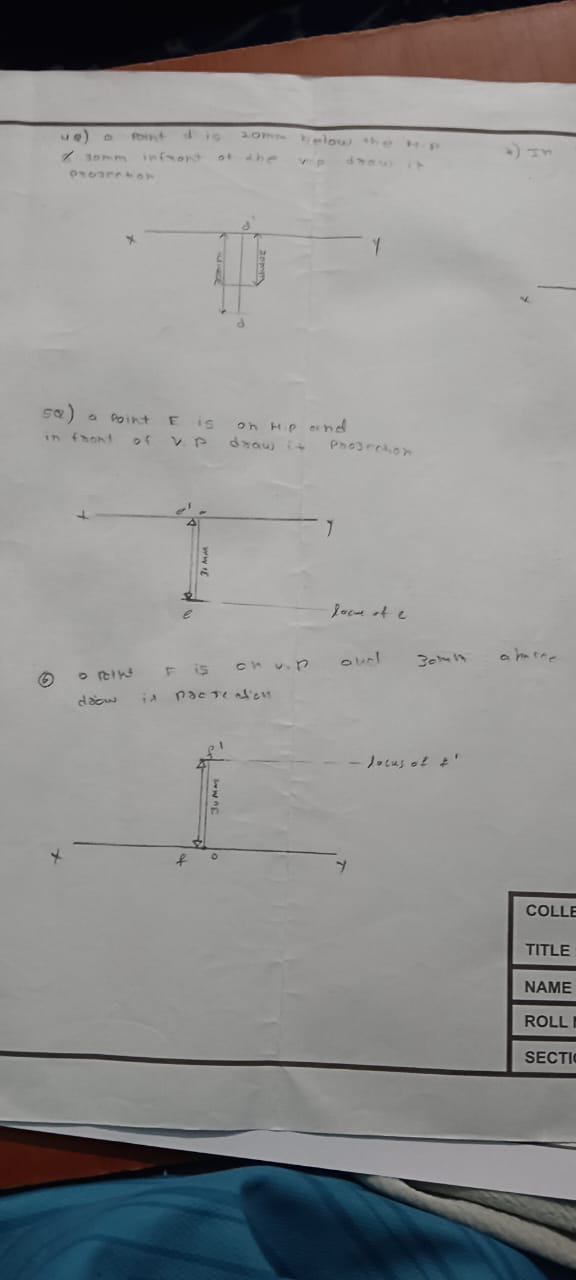 4Q) a point d is 20mm below the H.P
& 30mm infront of the v.p draw it
projection
7) In
x
d'
y
30mm
20mm
d
x
5Q) a point E is on H.P and
in front of V.P draw it projection
x
e' o
y
30mm
e
locus of e
6 a point F is on v.p and 30mm above
draw it projection
f'
locus of f'
30mm
x
f
o
y
COLLE
TITLE
NAME
ROLL
SECTI